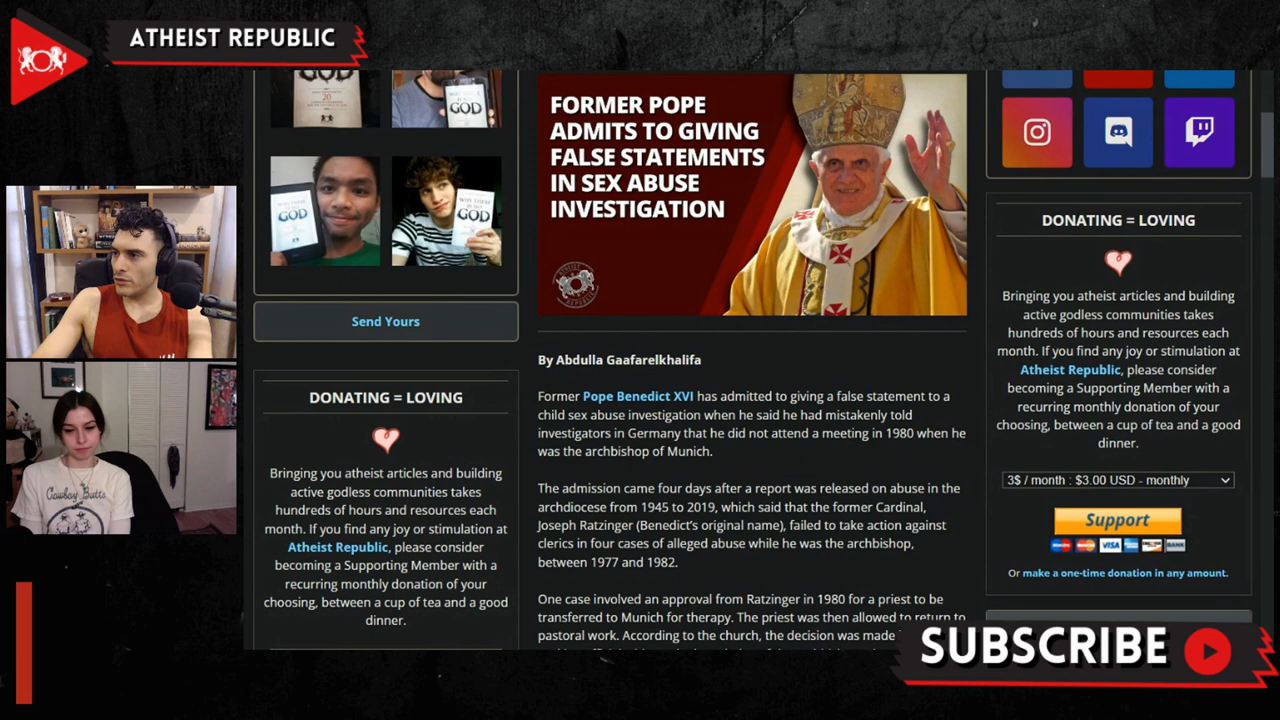 ATHEIST REPUBLIC
GOD
GOD
GOD
WHY THERE
IS NO
GOD
Send Yours
DONATING = LOVING
Bringing you atheist articles and building
active godless communities takes
hundreds of hours and resources each
month. If you find any joy or stimulation at
Atheist Republic, please consider
becoming a Supporting Member with a
recurring monthly donation of your
choosing, between a cup of tea and a good
dinner.
FORMER POPE
ADMITS TO GIVING
FALSE STATEMENTS
IN SEX ABUSE
INVESTIGATION
ATHEIST
REPUBLIC
By Abdulla Gaafarelkhalifa
Former Pope Benedict XVI has admitted to giving a false statement to a
child sex abuse investigation when he said he had mistakenly told
investigators in Germany that he did not attend a meeting in 1980 when he
was the archbishop of Munich.
The admission came four days after a report was released on abuse in the
archdiocese from 1945 to 2019, which said that the former Cardinal,
Joseph Ratzinger (Benedict's original name), failed to take action against
clerics in four cases of alleged abuse while he was the archbishop,
between 1977 and 1982.
One case involved an approval from Ratzinger in 1980 for a priest to be
transferred to Munich for therapy. The priest was then allowed to return to
pastoral work. According to the church, the decision was made
DONATING = LOVING
Bringing you atheist articles and building
active godless communities takes
hundreds of hours and resources each
month. If you find any joy or stimulation at
Atheist Republic, please consider
becoming a Supporting Member with a
recurring monthly donation of your
choosing, between a cup of tea and a good
dinner.
3$ / month : $3.00 USD - monthly
Support
VISA
BANK
Or make a one-time donation in any amount.
Cowboy Butts
SUBSCRIBE